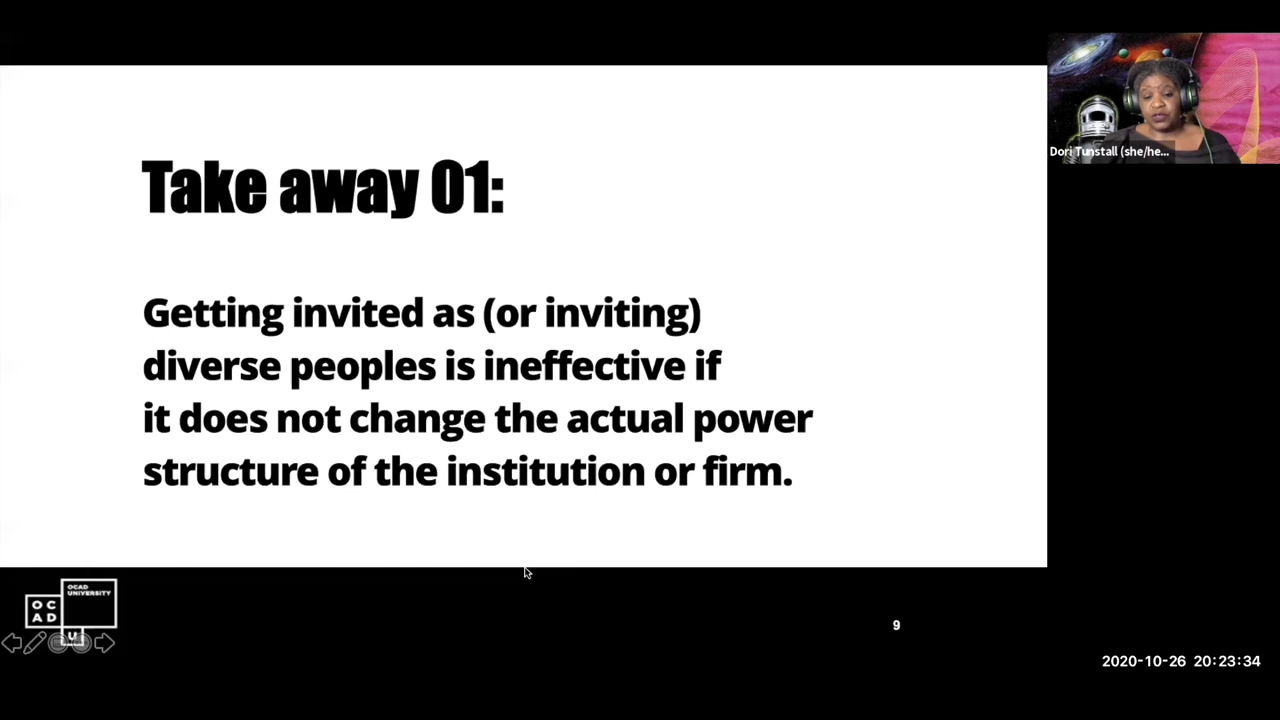 Take away 01:
Getting invited as (or inviting)
diverse peoples is ineffective if
it does not change the actual power
structure of the institution or firm.
Dori Tunstall (she/he...
OCAD
UNIVERSITY
OC
AD
U
9
2020-10-26 20:23:34